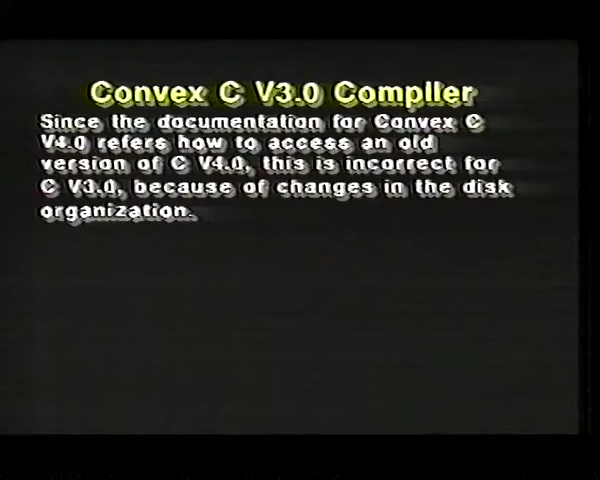 Convex C V3.0 Compiler
Since the documentation for Convex C
V4.0 refers how to access an old
version of C V4.0, this is incorrect for
C V3.0, because of changes in the disk
organization.